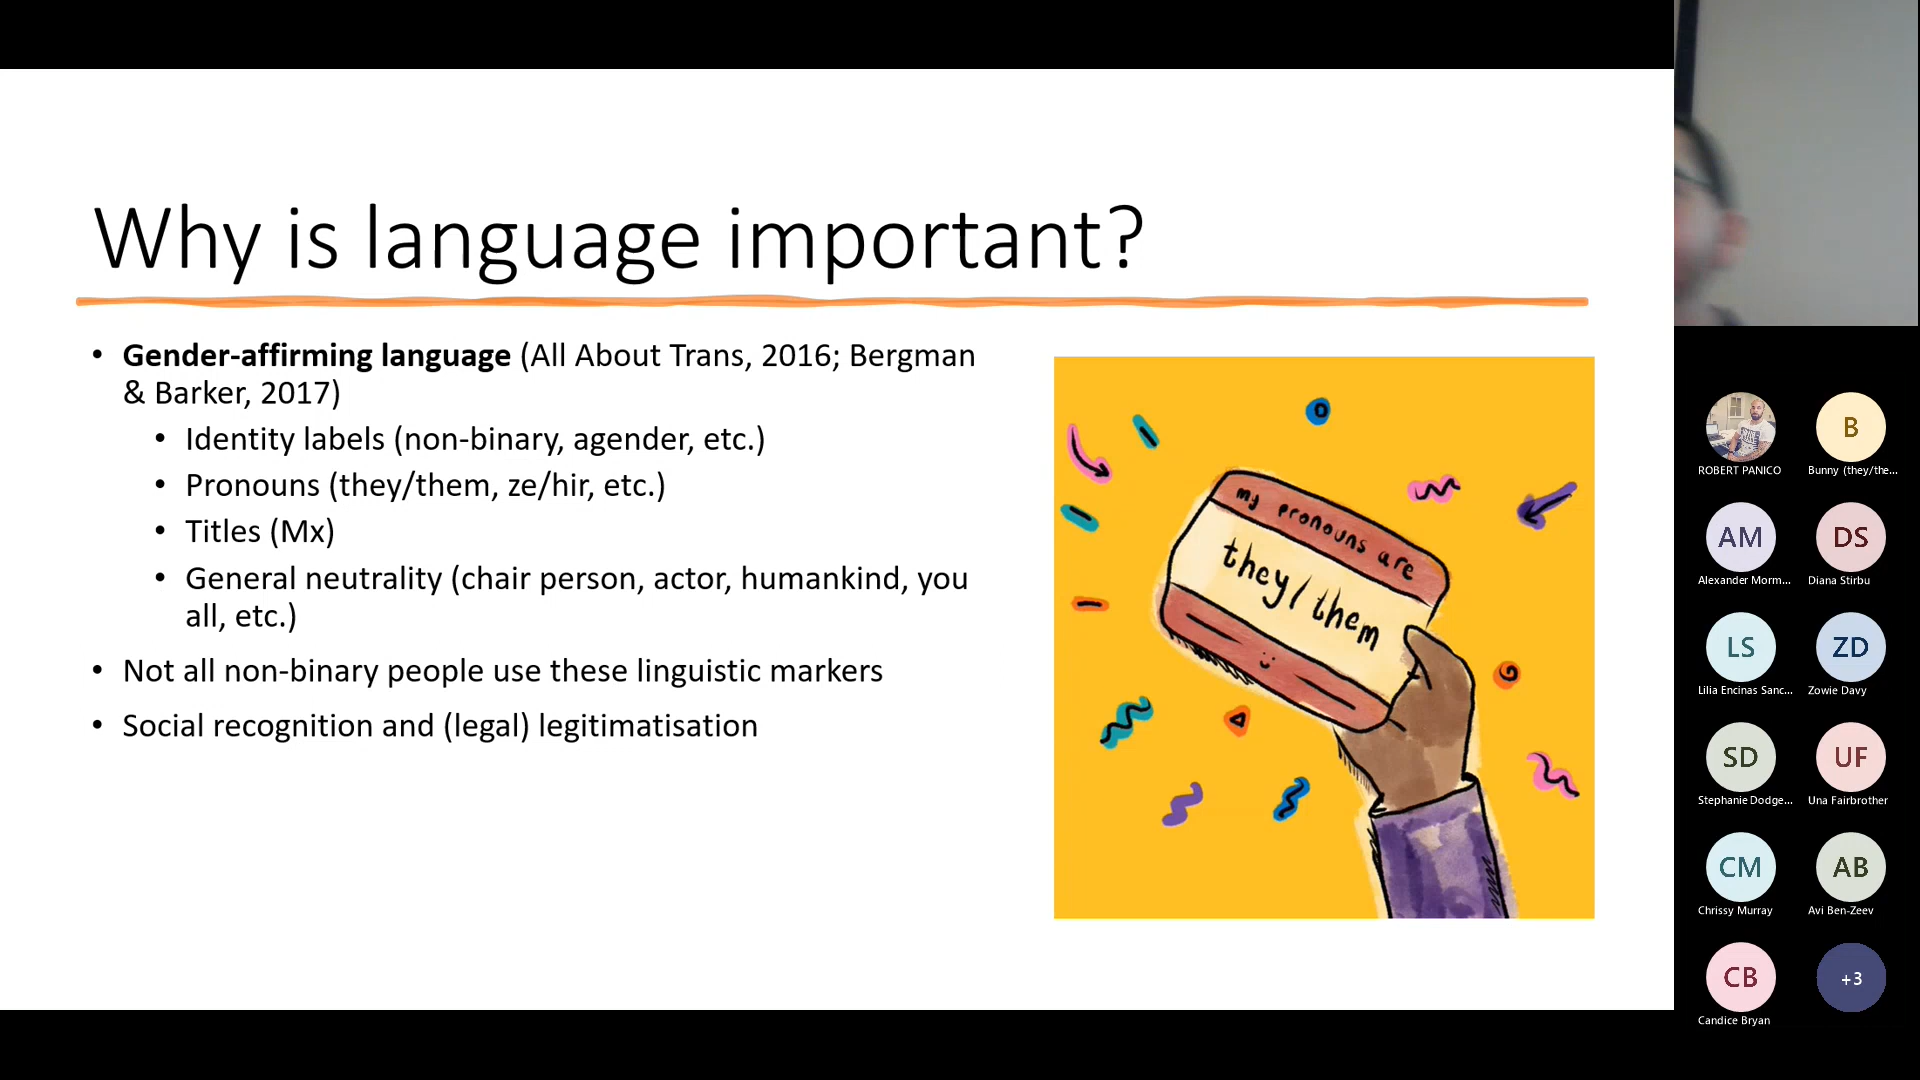 Why is language important?
• Gender-affirming language (All About Trans, 2016; Bergman
& Barker, 2017)
• Identity labels (non-binary, agender, etc.)
• Pronouns (they/them, ze/hir, etc.)
• Titles (Mx)
• General neutrality (chair person, actor, humankind, you
all, etc.)
• Not all non-binary people use these linguistic markers
• Social recognition and (legal) legitimatisation
my pronouns are
they/them
ROBERT PANICO
B
Bunny (they/the...
AM
Alexander Morm...
DS
Diana Stirbu
LS
Lilia Encinas Sanc...
ZD
Zowie Davy
SD
Stephanie Dodge...
UF
Una Fairbrother
CM
Chrissy Murray
AB
Avi Ben-Zeev
CB
Candice Bryan
+3